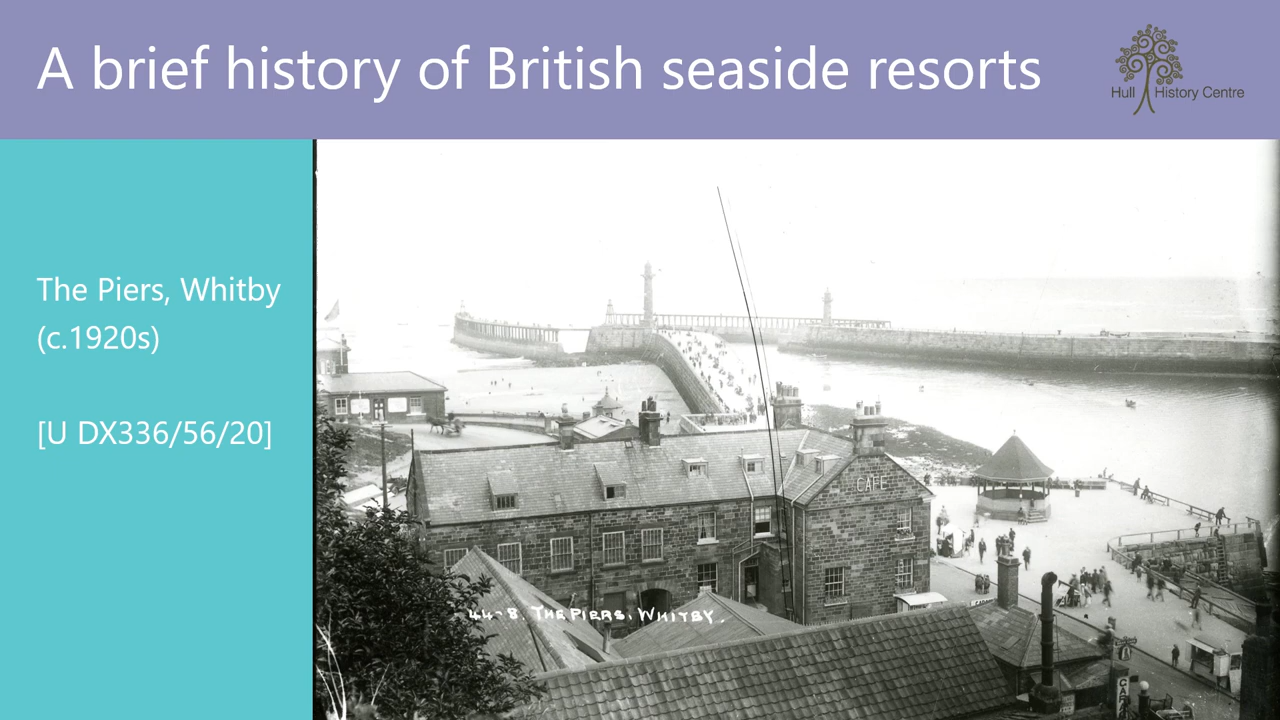 A brief history of British seaside resorts
Hull History Centre
The Piers, Whitby
(c.1920s)
[U DX336/56/20]
CAFE
44-8. THE PIERS, WHITBY.